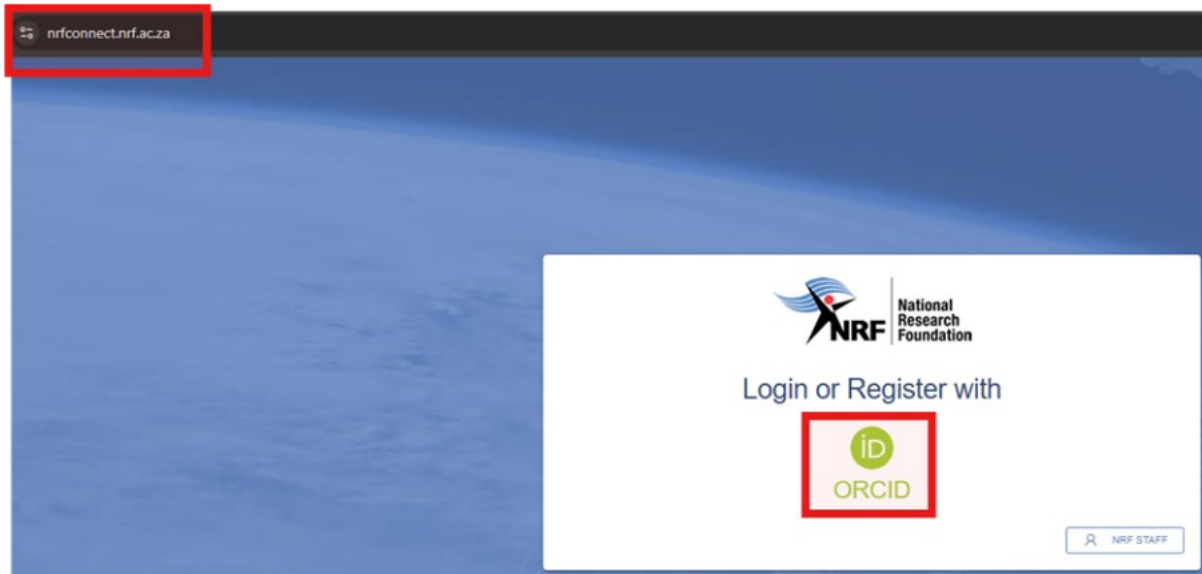 nrfconnect.nrf.ac.za
NRF
National
Research
Foundation
Login or Register with
iD
ORCID
NRF STAFF